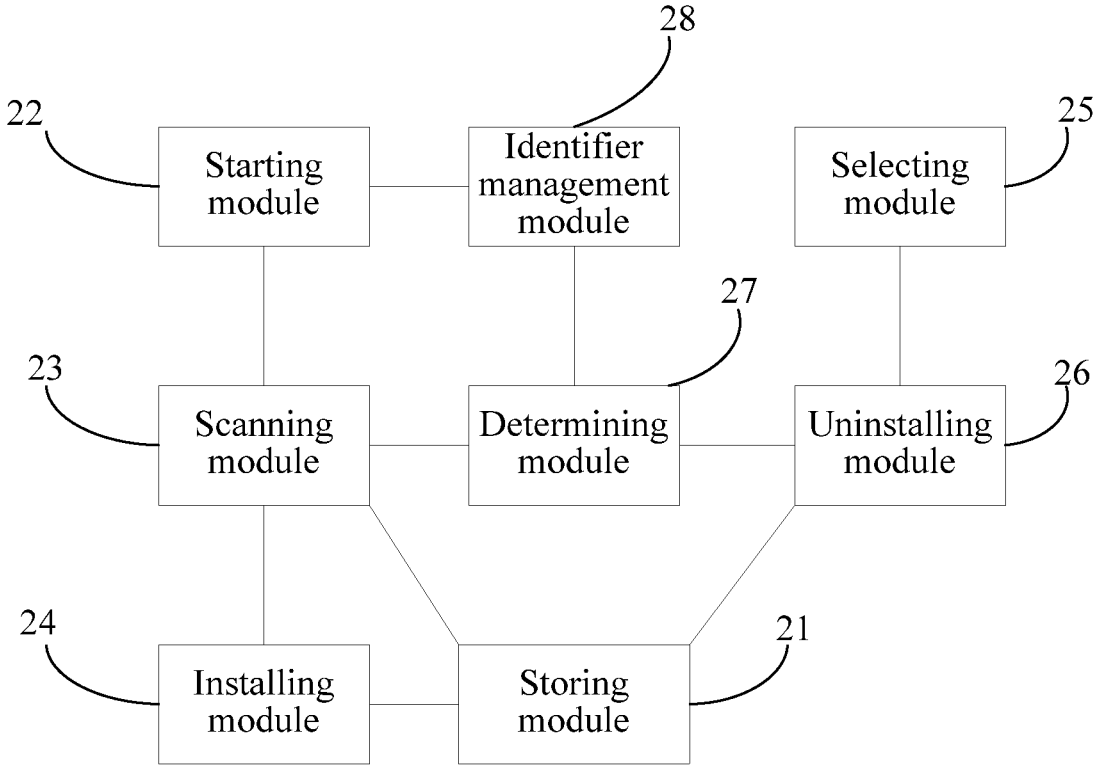 28
22
25
Starting
module
Identifier
management
module
Selecting
module
27
23
26
Scanning
module
Determining
module
Uninstalling
module
24
21
Installing
module
Storing
module